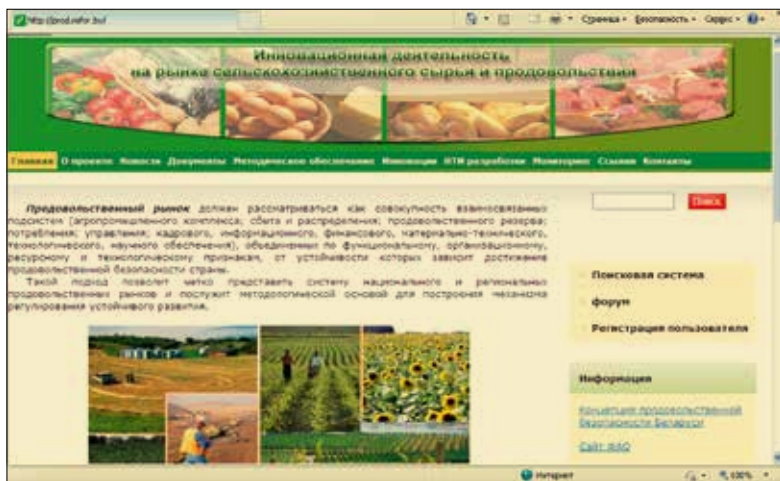 Страница Безопасность Сервис
Инновационная деятельность
на рынке сельскохозяйственного сырья и продовольствия
Главная О проекте Новости Документы Методическое обеспечение Инновации НТИ разработки Мониторинг Ссылки Контакты
Продовольственный рынок должен рассматриваться как совокупность взаимосвязанных
подсистем (агропромышленного комплекса; сбыта и распределения; продовольственного резерва;
потребления; управления; кадрового, информационного, финансового, материально-технического,
технологического, научного обеспечения), объединенных по функциональному, организационному,
ресурсному и технологическому признакам, от устойчивости которых зависит достижение
продовольственной безопасности страны.
Такой подход позволит четко представить систему национального и региональных
продовольственных рынков и послужит методологической основой для построения механизма
регулирования устойчивого развития.
Поиск
Поисковая система
форум
Регистрация пользователя
Информация
Концепция продовольственной
безопасности Беларуси
Сайт ФАО
Интернет 100%